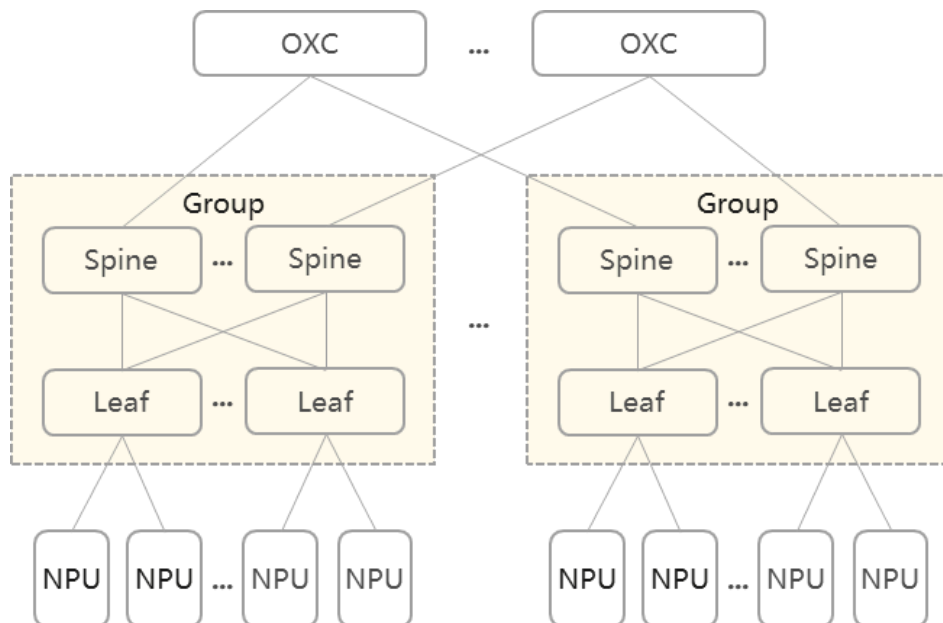 OXC ... OXC
Group Group
Spine ... Spine Spine ... Spine
...
Leaf ... Leaf Leaf ... Leaf
NPU NPU ... NPU NPU NPU NPU ... NPU NPU